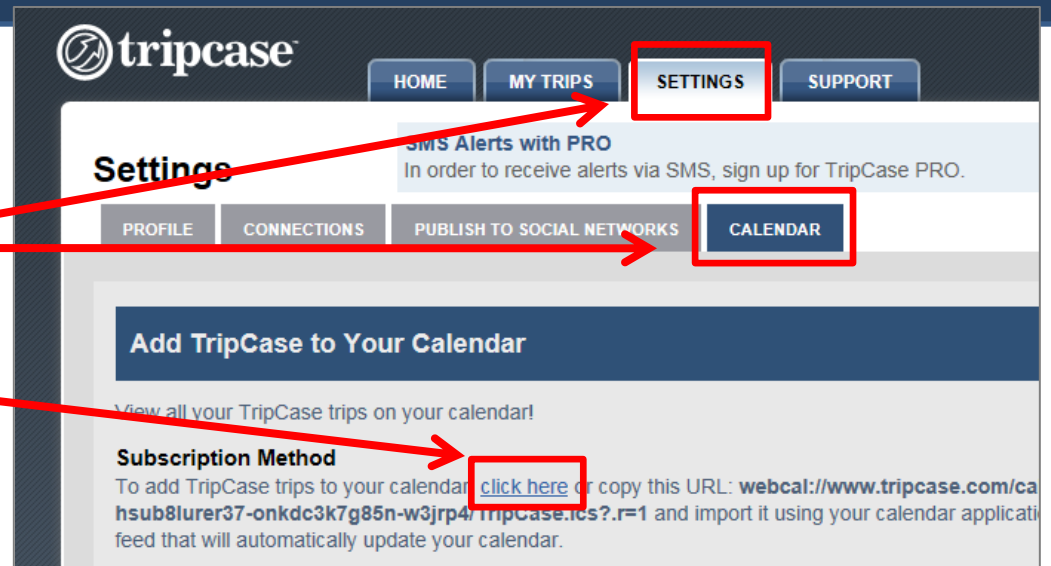 tripcase
HOME MY TRIPS SETTINGS SUPPORT
Settings
SMS Alerts with PRO
In order to receive alerts via SMS, sign up for TripCase PRO.
PROFILE CONNECTIONS PUBLISH TO SOCIAL NETWORKS CALENDAR
Add TripCase to Your Calendar
View all your TripCase trips on your calendar!
Subscription Method
To add TripCase trips to your calendar click here or copy this URL: webcal://www.tripcase.com/ca
hsub8lurer37-onkdc3k7g85n-w3jrp4/TripCase.ics?.r=1 and import it using your calendar applicati
feed that will automatically update your calendar.